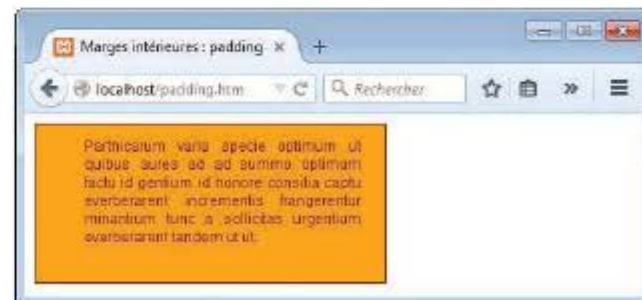 Marges intérieures : padding
localhost/padding.htm
Rechercher
Parthicarum varia specie optimum ut
quibus aures ad ad summo optimum
factu id gentium id honore consilia captu
everberarent incrementis frangerentur
minantium tunc a sollicitas urgentium
everberarent tandem ut ut.